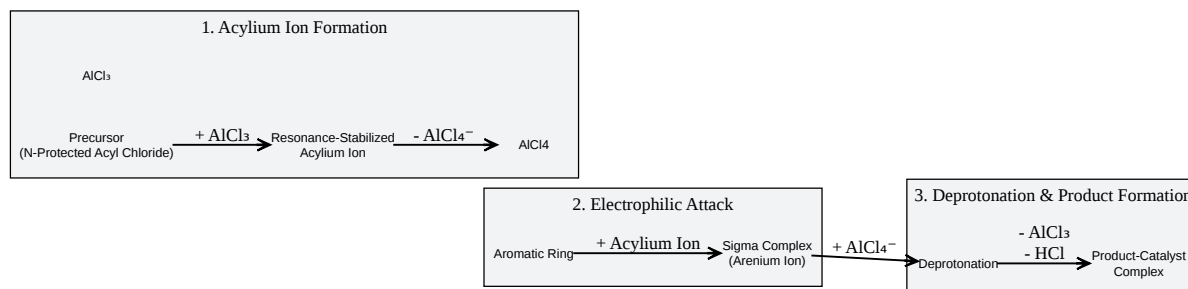 1. Acylium Ion Formation
AlCl₃
Precursor
(N-Protected Acyl Chloride)
+ AlCl₃
Resonance-Stabilized
Acylium Ion
- AlCl₄⁻
AlCl4
2. Electrophilic Attack
Aromatic Ring
+ Acylium Ion
Sigma Complex
(Arenium Ion)
+ AlCl₄⁻
3. Deprotonation & Product Formation
Deprotonation
- AlCl₃
- HCl
Product-Catalyst
Complex